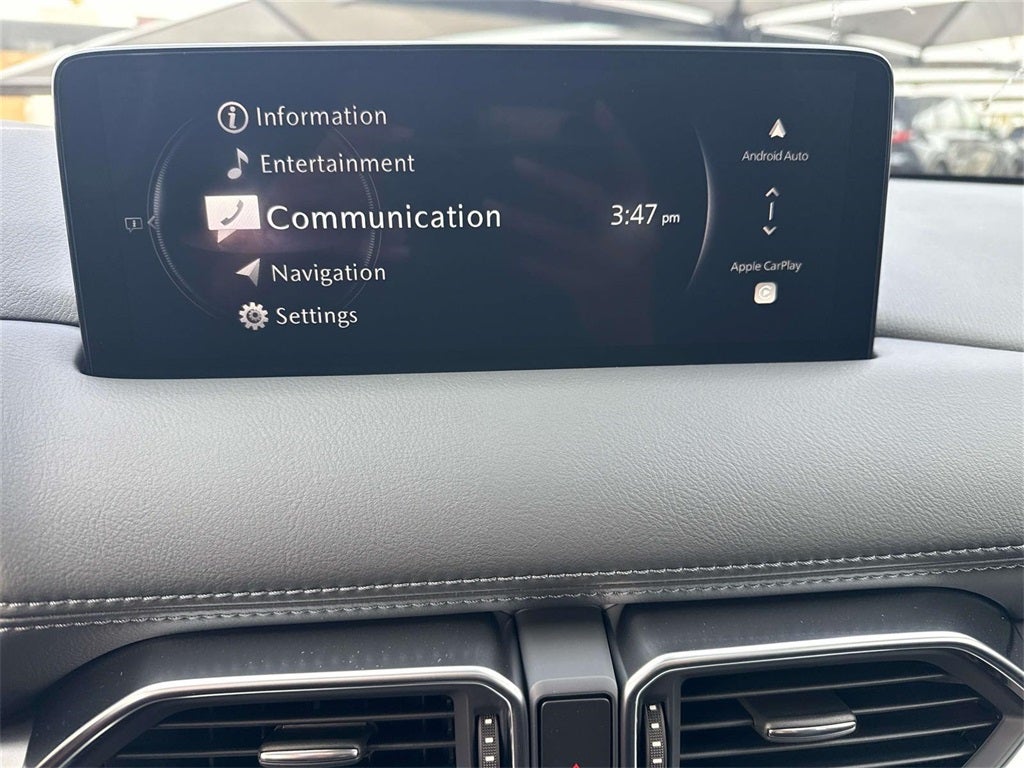 Information
Entertainment
Communication
Navigation
Settings
3:47 pm
Android Auto
Apple CarPlay